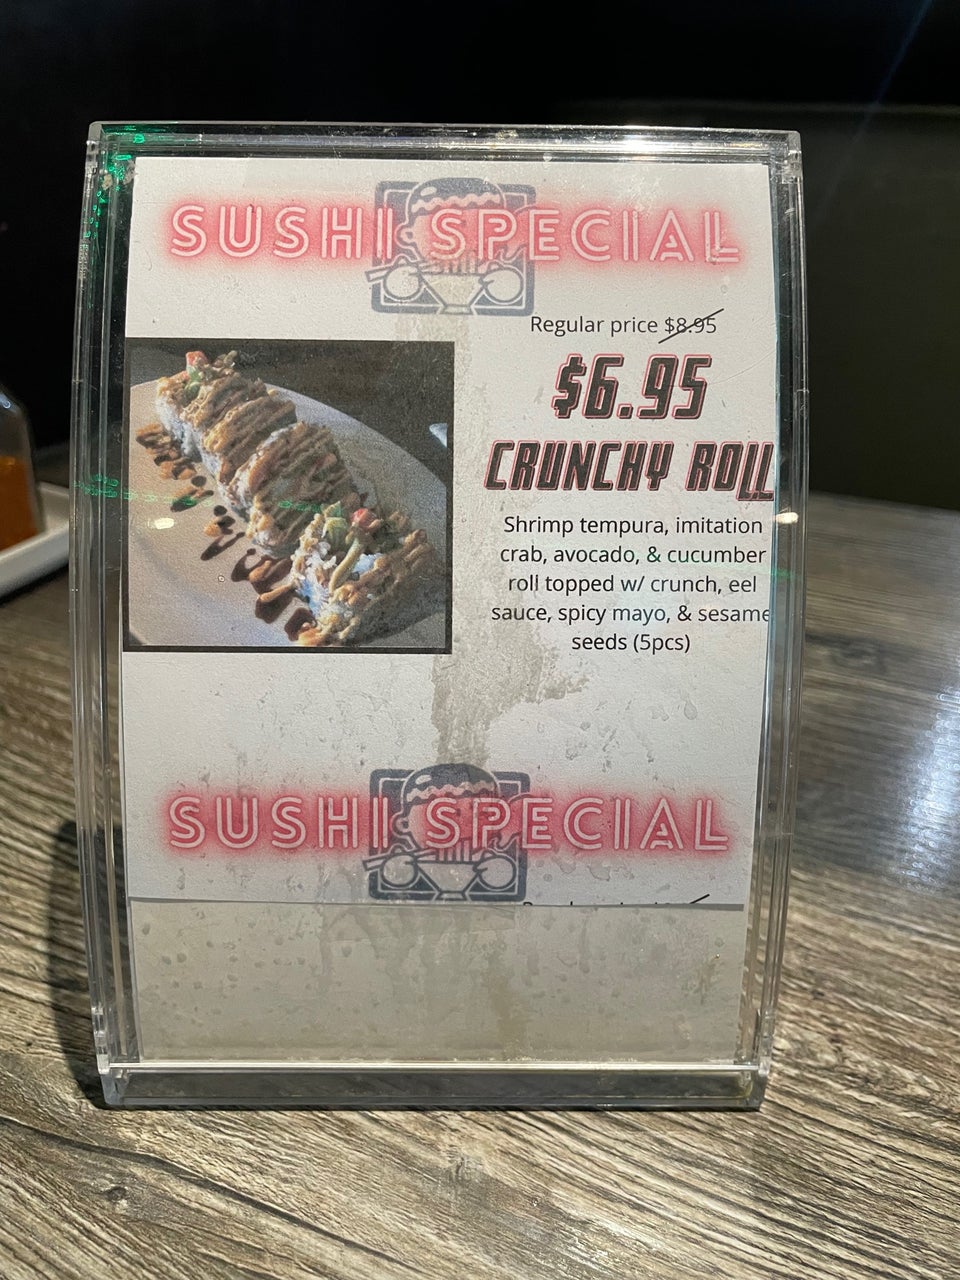 SUSHI SPECIAL
Regular price $8.95
$6.95
CRUNCHY ROLL
Shrimp tempura, imitation
crab, avocado, & cucumber
roll topped w/ crunch, eel
sauce, spicy mayo, & sesame
seeds (5pcs)
SUSHI SPECIAL